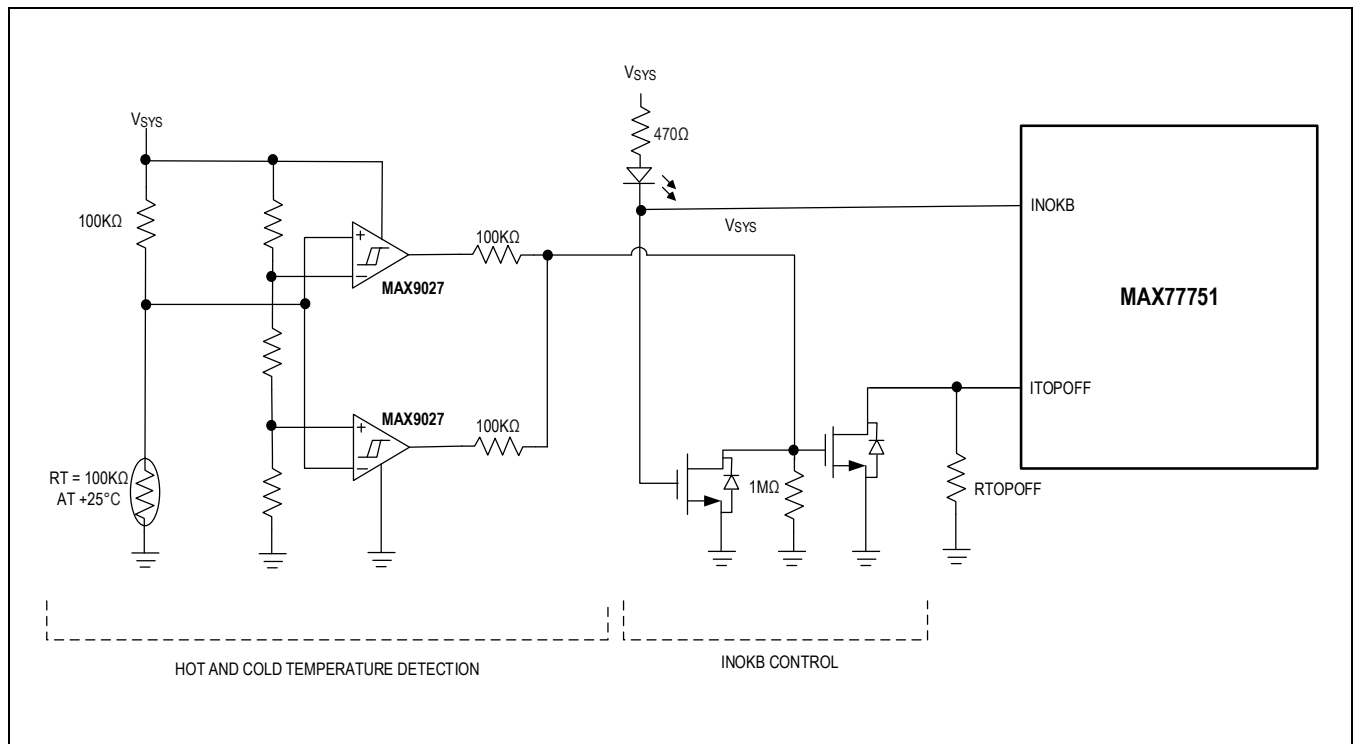 VSYS
470Ω
VSYS
100KΩ
+
−
MAX9027
100KΩ
VSYS
INOKB
MAX77751
ITOPOFF
MAX9027
+
−
100KΩ
RT = 100KΩ
AT +25°C
1MΩ
RTOPOFF
HOT AND COLD TEMPERATURE DETECTION
INOKB CONTROL